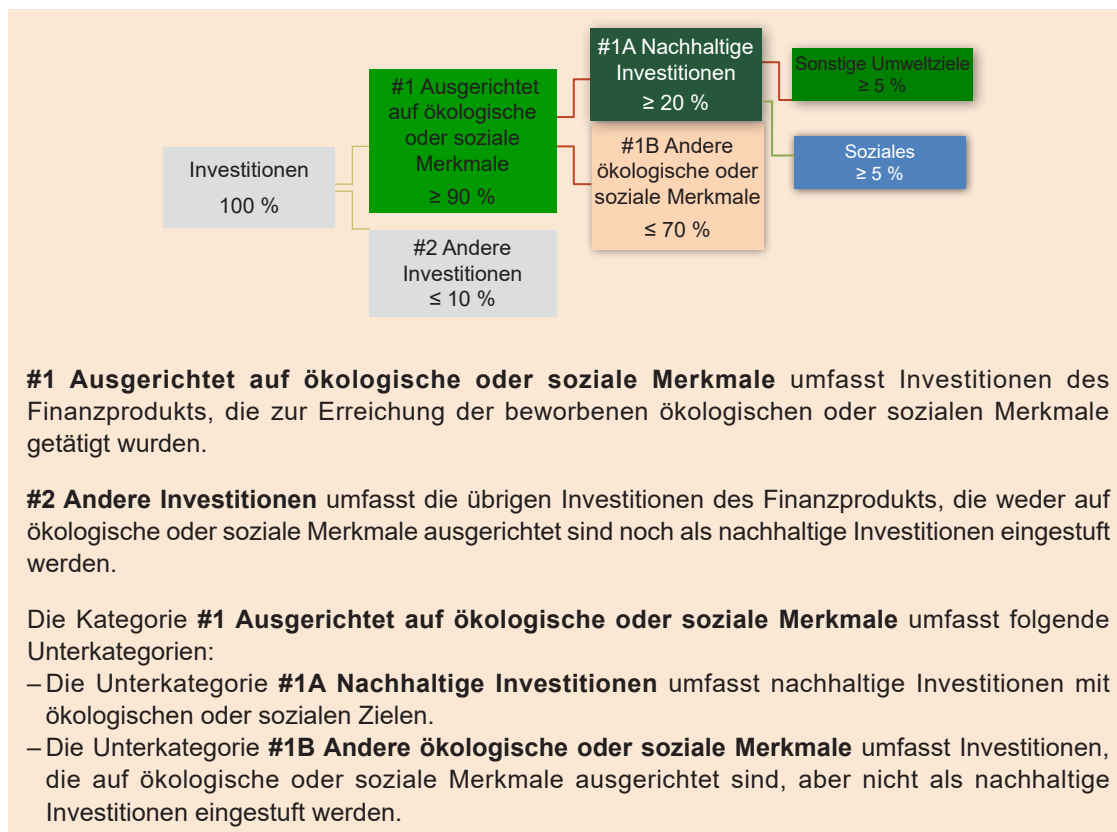 Investitionen
100 %
#1 Ausgerichtet
auf ökologische
oder soziale
Merkmale
≥ 90 %
#2 Andere
Investitionen
≤ 10 %
#1A Nachhaltige
Investitionen
≥ 20 %
#1B Andere
ökologische oder
soziale Merkmale
≤ 70 %
Sonstige Umweltziele
≥ 5 %
Soziales
≥ 5 %
#1 Ausgerichtet auf ökologische oder soziale Merkmale umfasst Investitionen des
Finanzprodukts, die zur Erreichung der beworbenen ökologischen oder sozialen Merkmale
getätigt wurden.
#2 Andere Investitionen umfasst die übrigen Investitionen des Finanzprodukts, die weder auf
ökologische oder soziale Merkmale ausgerichtet sind noch als nachhaltige Investitionen eingestuft
werden.
Die Kategorie #1 Ausgerichtet auf ökologische oder soziale Merkmale umfasst folgende
Unterkategorien:
– Die Unterkategorie #1A Nachhaltige Investitionen umfasst nachhaltige Investitionen mit
ökologischen oder sozialen Zielen.
– Die Unterkategorie #1B Andere ökologische oder soziale Merkmale umfasst Investitionen,
die auf ökologische oder soziale Merkmale ausgerichtet sind, aber nicht als nachhaltige
Investitionen eingestuft werden.